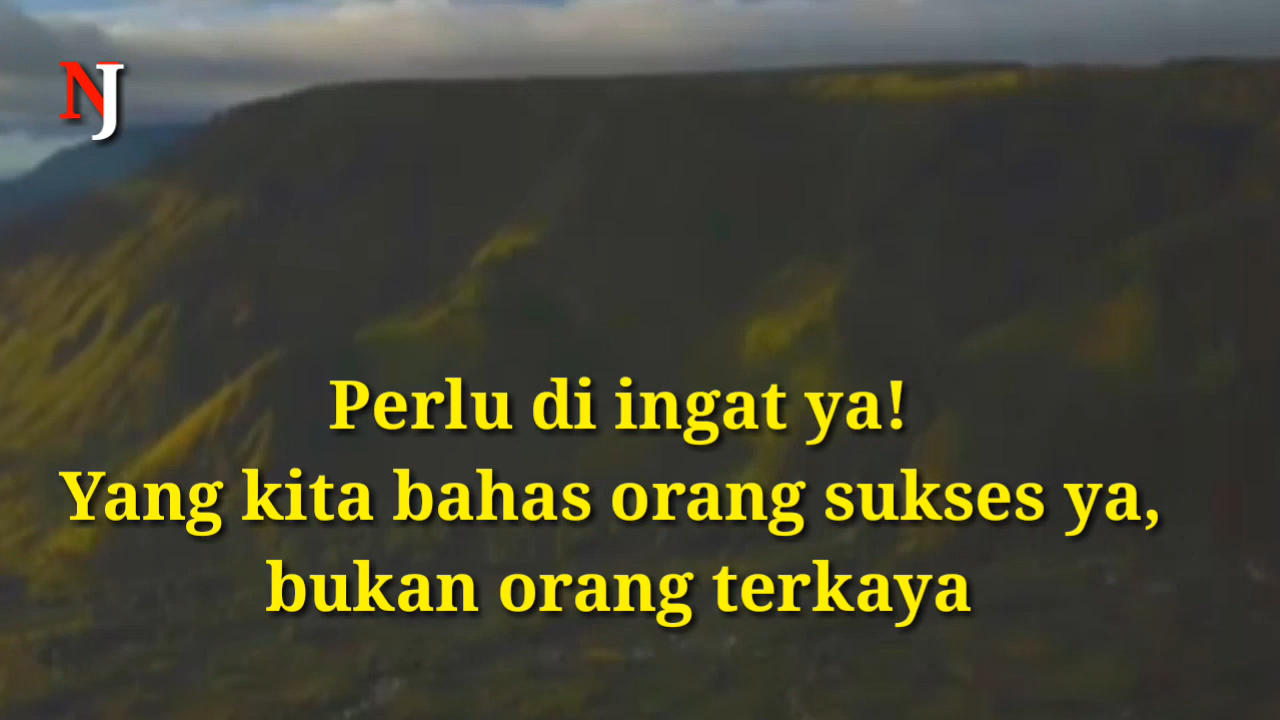 NJ
Perlu di ingat ya!
Yang kita bahas orang sukses ya,
bukan orang terkaya